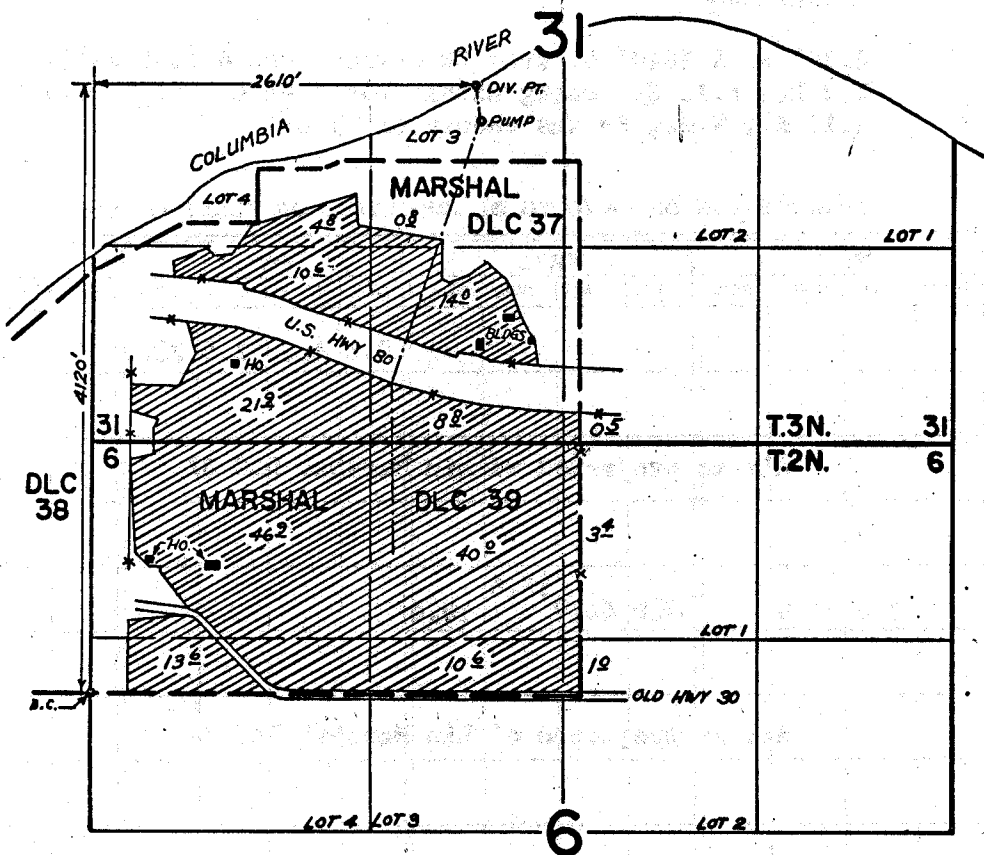 31
RIVER
2610'
DIV. PT.
PUMP
COLUMBIA
LOT 3
LOT 4
MARSHAL
DLC 37
4 8
0 8
LOT 2
LOT 1
10 6
14 0
BLDGS
U.S. HWY 80
4120'
HO.
21 9
8 8
0 5
31
T.3N.
31
6
T.2N.
6
DLC
38
MARSHAL
DLC 39
46 9
3 4
HO.
40 0
LOT 1
13 6
10 6
1 0
OLD HWY 30
B.C.
LOT 4
LOT 3
6
LOT 2